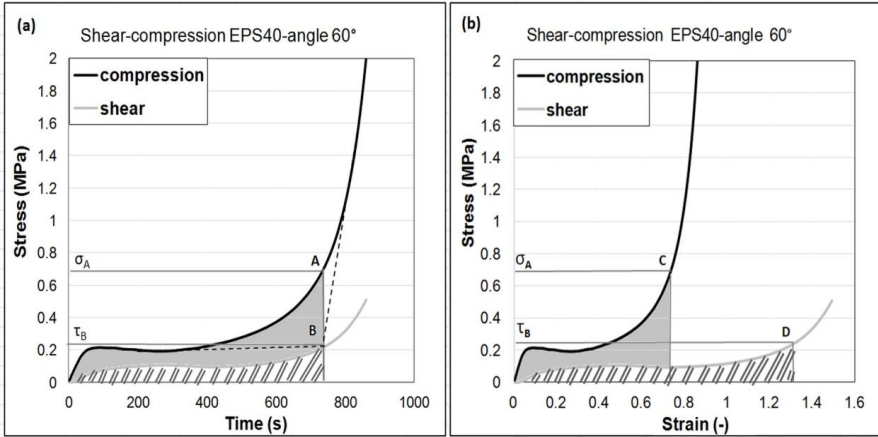 (a)
Shear-compression EPS40-angle 60°
2
compression
1.8
shear
1.6
1.4
1.2
Stress (MPa)
1
0.8
σA
A
0.6
0.4
τB
B
0.2
0
0 200 400 600 800 1000
Time (s)
(b)
Shear-compression EPS40-angle 60°
2
compression
1.8
shear
1.6
1.4
1.2
Stress (MPa)
1
0.8
σA
C
0.6
0.4
τB
D
0.2
0
0 0.2 0.4 0.6 0.8 1 1.2 1.4 1.6
Strain (-)